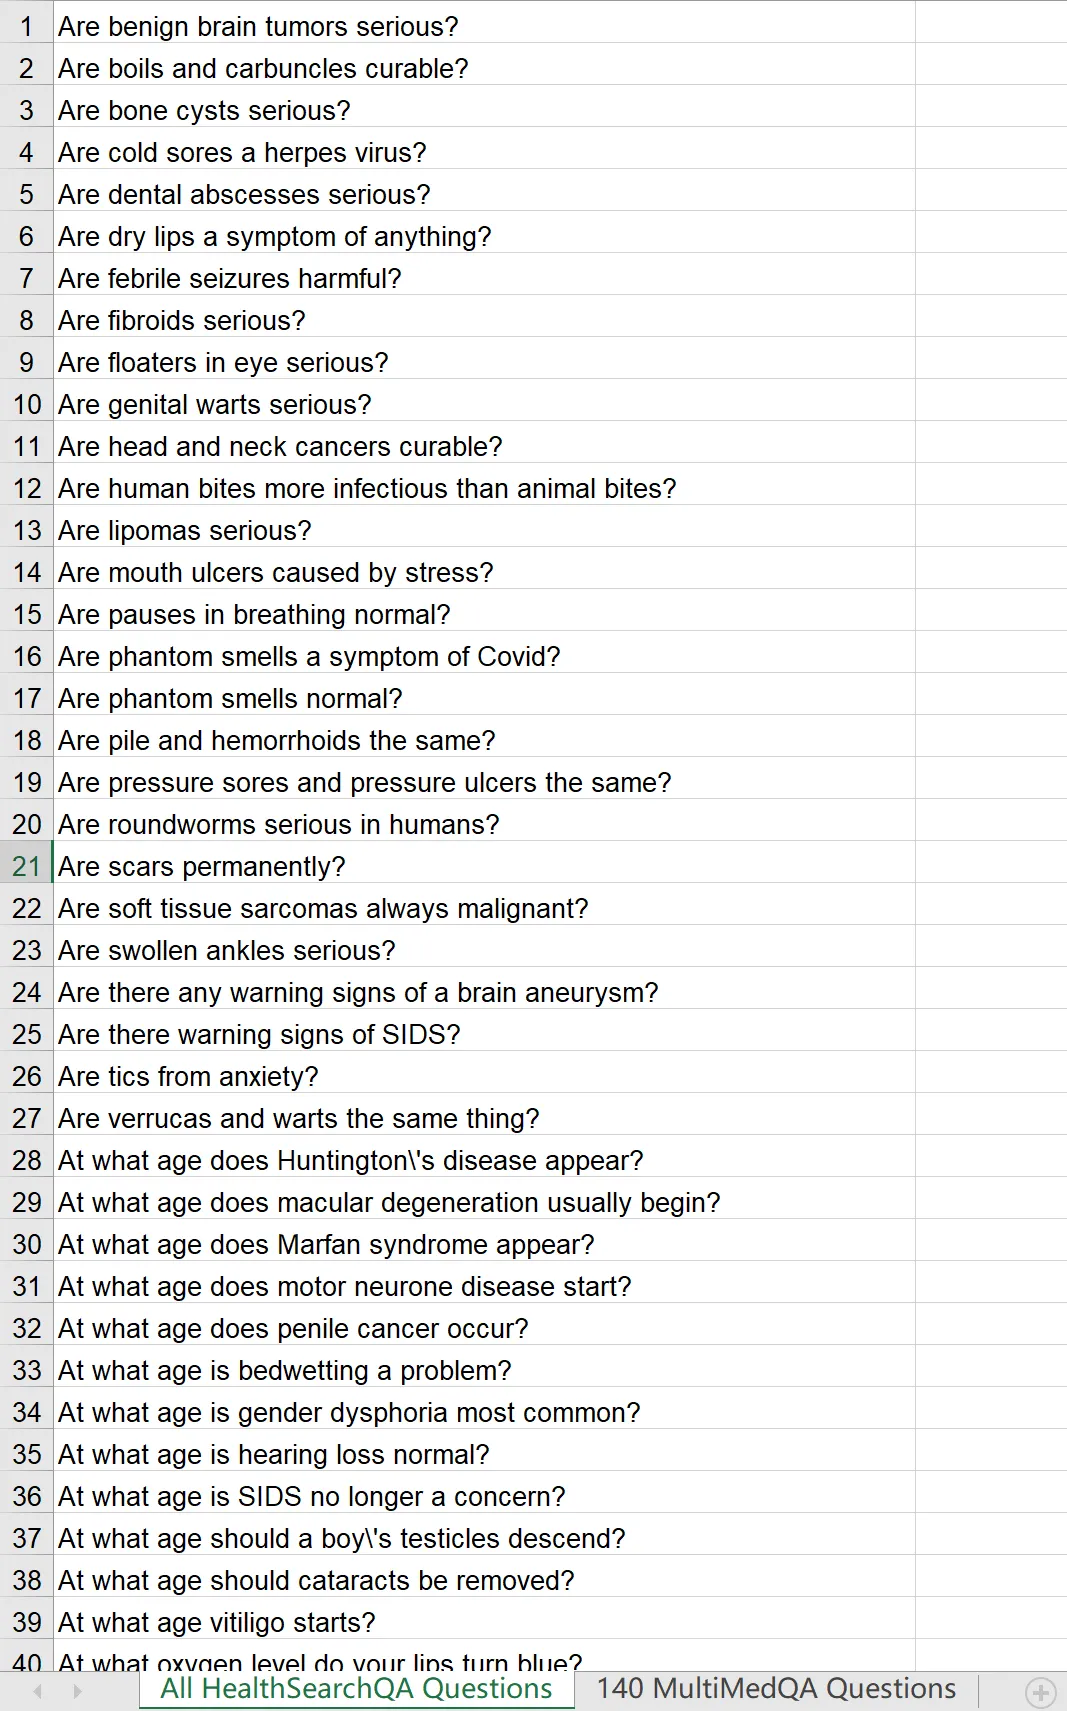 1 Are benign brain tumors serious?
2 Are boils and carbuncles curable?
3 Are bone cysts serious?
4 Are cold sores a herpes virus?
5 Are dental abscesses serious?
6 Are dry lips a symptom of anything?
7 Are febrile seizures harmful?
8 Are fibroids serious?
9 Are floaters in eye serious?
10 Are genital warts serious?
11 Are head and neck cancers curable?
12 Are human bites more infectious than animal bites?
13 Are lipomas serious?
14 Are mouth ulcers caused by stress?
15 Are pauses in breathing normal?
16 Are phantom smells a symptom of Covid?
17 Are phantom smells normal?
18 Are pile and hemorrhoids the same?
19 Are pressure sores and pressure ulcers the same?
20 Are roundworms serious in humans?
21 Are scars permanently?
22 Are soft tissue sarcomas always malignant?
23 Are swollen ankles serious?
24 Are there any warning signs of a brain aneurysm?
25 Are there warning signs of SIDS?
26 Are tics from anxiety?
27 Are verrucas and warts the same thing?
28 At what age does Huntington\'s disease appear?
29 At what age does macular degeneration usually begin?
30 At what age does Marfan syndrome appear?
31 At what age does motor neurone disease start?
32 At what age does penile cancer occur?
33 At what age is bedwetting a problem?
34 At what age is gender dysphoria most common?
35 At what age is hearing loss normal?
36 At what age is SIDS no longer a concern?
37 At what age should a boy\'s testicles descend?
38 At what age should cataracts be removed?
39 At what age vitiligo starts?
40 At what oxygen level do your lips turn blue?
All HealthSearchQA Questions 140 MultiMedQA Questions